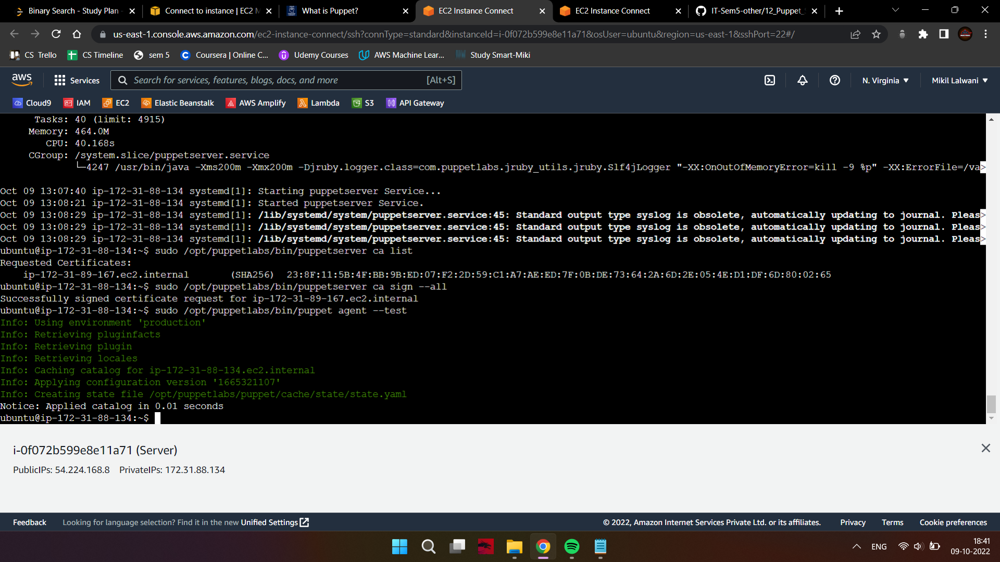 Binary Search - Study Plan -
Connect to instance | EC2 M
What is Puppet?
EC2 Instance Connect
EC2 Instance Connect
IT-Sem5-other/12_Puppet_
us-east-1.console.aws.amazon.com/ec2-instance-connect/ssh?connType=standard&instanceId=i-0f072b599e8e11a71&osUser=ubuntu&region=us-east-1&sshPort=22#/
CS Trello
CS Timeline
sem 5
Coursera | Online C...
Udemy Courses
AWS Machine Lear...
Study Smart-Miki
aws
Services
Search for services, features, blogs, docs, and more
[Alt+S]
N. Virginia
Mikil Lalwani
Cloud9
IAM
EC2
Elastic Beanstalk
AWS Amplify
Lambda
S3
API Gateway
Tasks: 40 (limit: 4915)
Memory: 464.0M
CPU: 40.168s
CGroup: /system.slice/puppetserver.service
└─4247 /usr/bin/java -Xms200m -Xmx200m -Djruby.logger.class=com.puppetlabs.jruby_utils.jruby.Slf4jLogger "-XX:OnOutOfMemoryError=kill -9 %p" -XX:ErrorFile=/va>
Oct 09 13:07:40 ip-172-31-88-134 systemd[1]: Starting puppetserver Service...
Oct 09 13:08:21 ip-172-31-88-134 systemd[1]: Started puppetserver Service.
Oct 09 13:08:29 ip-172-31-88-134 systemd[1]: /lib/systemd/system/puppetserver.service:45: Standard output type syslog is obsolete, automatically updating to journal. Pleas>
Oct 09 13:08:29 ip-172-31-88-134 systemd[1]: /lib/systemd/system/puppetserver.service:45: Standard output type syslog is obsolete, automatically updating to journal. Pleas>
Oct 09 13:08:29 ip-172-31-88-134 systemd[1]: /lib/systemd/system/puppetserver.service:45: Standard output type syslog is obsolete, automatically updating to journal. Pleas>
ubuntu@ip-172-31-88-134:~$ sudo /opt/puppetlabs/bin/puppetserver ca list
Requested Certificates:
ip-172-31-89-167.ec2.internal (SHA256) 23:8F:11:5B:4F:BB:9B:ED:07:F2:2D:59:C1:A7:AE:ED:7F:0B:DE:73:64:2A:6D:2E:05:4E:D1:DF:6D:80:02:65
ubuntu@ip-172-31-88-134:~$ sudo /opt/puppetlabs/bin/puppetserver ca sign --all
Successfully signed certificate request for ip-172-31-89-167.ec2.internal
ubuntu@ip-172-31-88-134:~$ sudo /opt/puppetlabs/bin/puppet agent --test
Info: Using environment 'production'
Info: Retrieving pluginfacts
Info: Retrieving plugin
Info: Retrieving locales
Info: Caching catalog for ip-172-31-88-134.ec2.internal
Info: Applying configuration version '1665321107'
Info: Creating state file /opt/puppetlabs/puppet/cache/state/state.yaml
Notice: Applied catalog in 0.01 seconds
ubuntu@ip-172-31-88-134:~$
i-0f072b599e8e11a71 (Server)
PublicIPs: 54.224.168.8 PrivateIPs: 172.31.88.134
Feedback
Looking for language selection? Find it in the new Unified Settings
© 2022, Amazon Internet Services Private Ltd. or its affiliates.
Privacy
Terms
Cookie preferences
ENG
18:41
09-10-2022